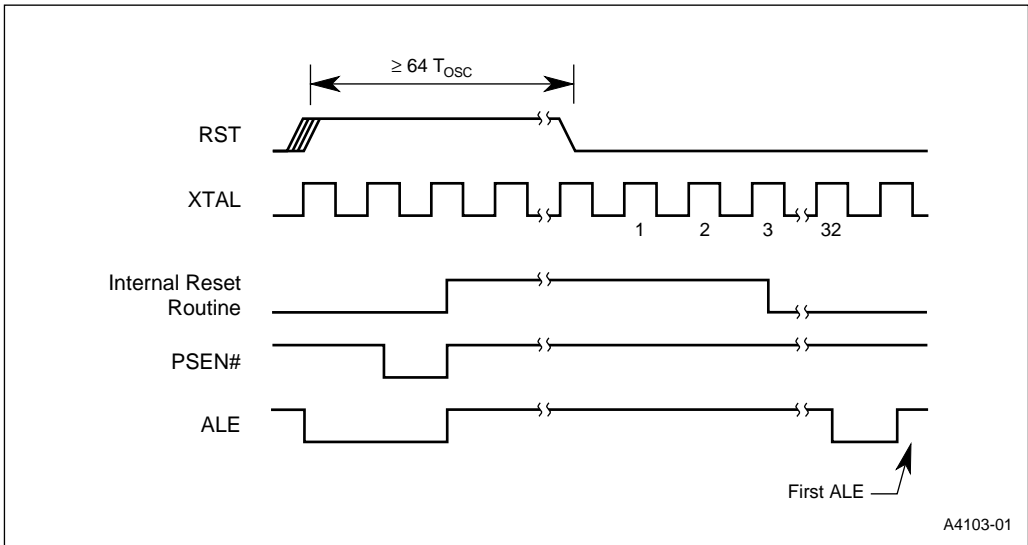 ≥ 64 TOSC
RST
XTAL
1 2 3 32
Internal Reset
Routine
PSEN#
ALE
First ALE
A4103-01